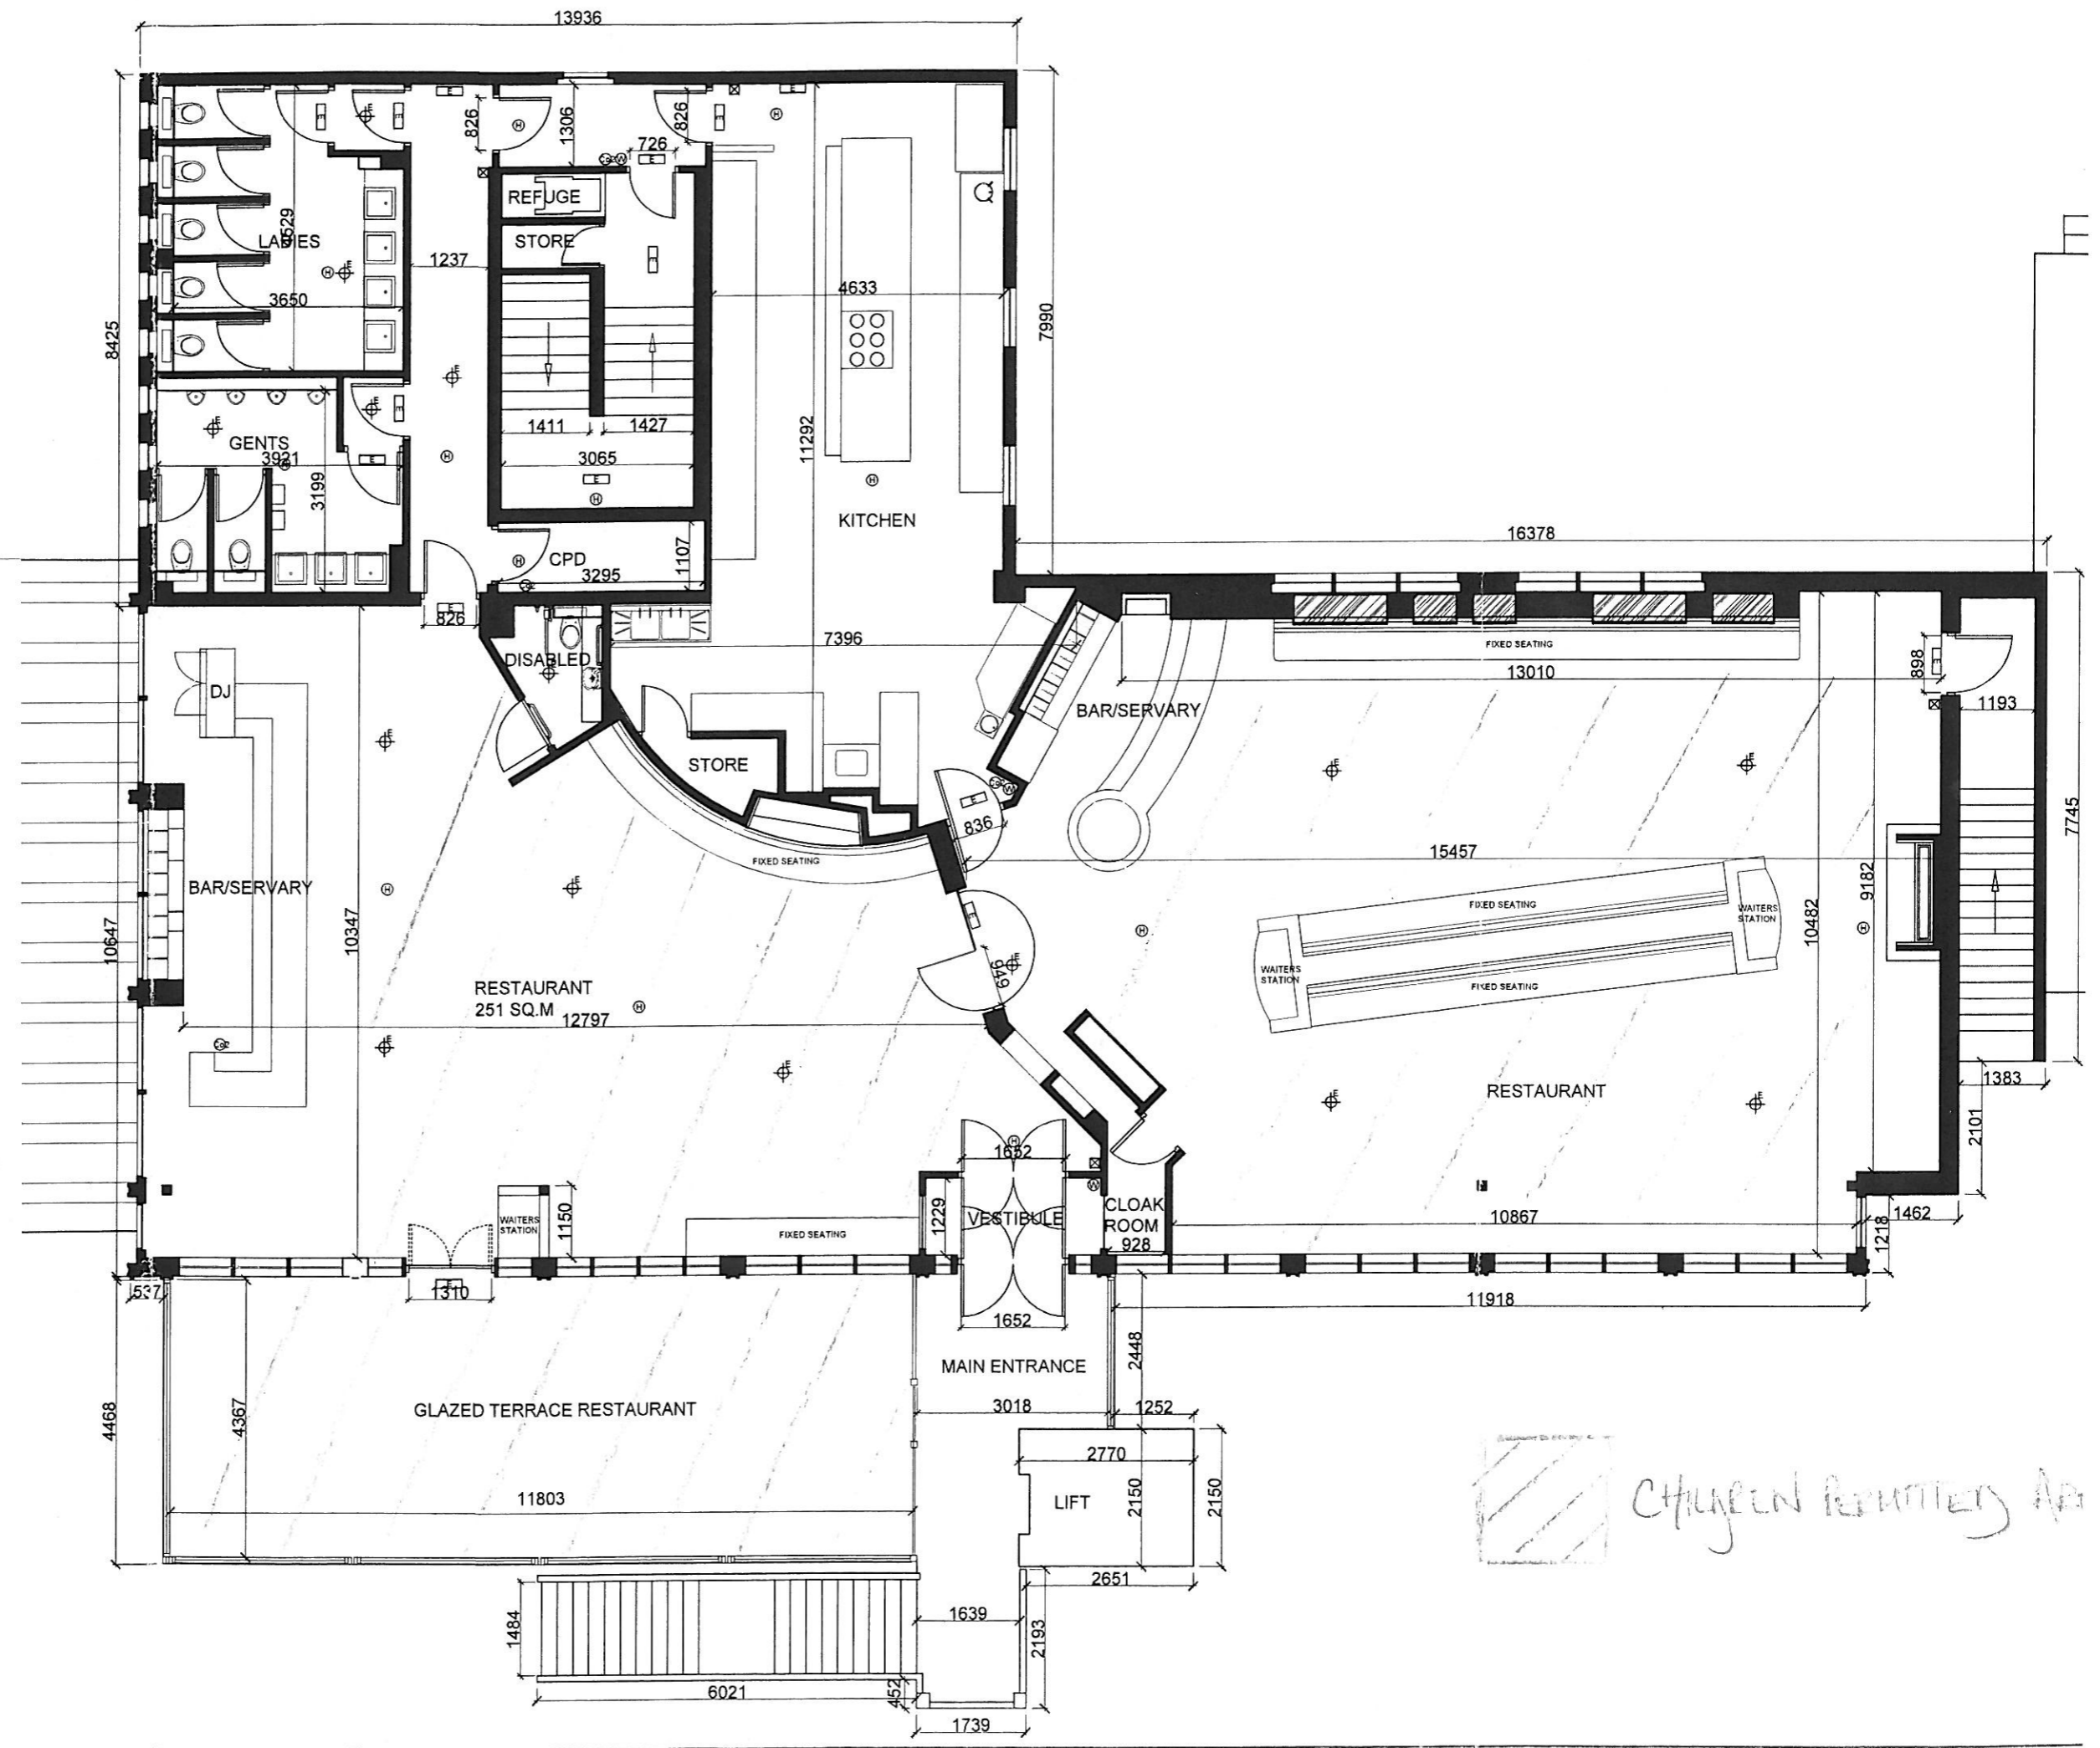 13936
826
1306
826
726
REFUGE
STORE
LADIES
1237
3650
4633
8425
7990
1411
1427
11292
GENTS
3921
3065
3199
KITCHEN
16378
CPD
1107
3295
826
7396
FIXED SEATING
DISABLED
898
DJ
13010
BAR/SERVARY
1193
STORE
7745
836
15457
FIXED SEATING
BAR/SERVARY
9182
FIXED SEATING
WAITERS
STATION
10647
10347
10482
949
WAITERS
STATION
FIXED SEATING
RESTAURANT
251 SQ.M
12797
Co2
RESTAURANT
1383
2101
1652
WAITERS
STATION
1150
1229
VESTIBULE
CLOAK
ROOM
928
FIXED SEATING
10867
1462
1218
537
1310
1652
11918
2448
MAIN ENTRANCE
4468
4367
GLAZED TERRACE RESTAURANT
3018
1252
2770
11803
LIFT
2150
2150
CHILDREN PERMITTED
2651
1484
1639
2193
6021
452
1739